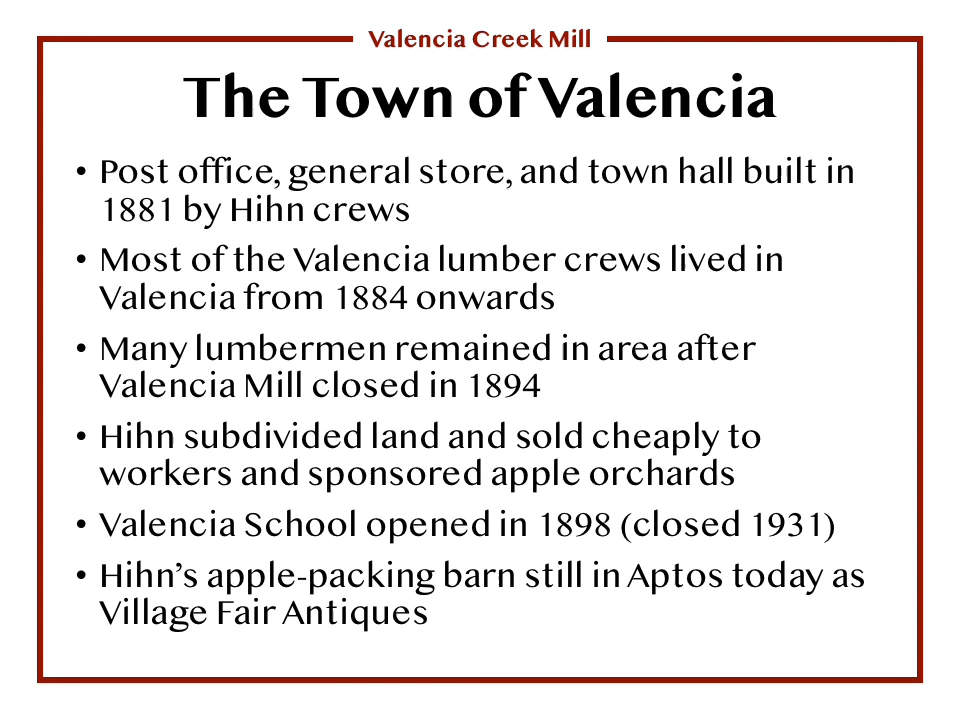 Valencia Creek Mill
The Town of Valencia
• Post office, general store, and town hall built in
1881 by Hihn crews
• Most of the Valencia lumber crews lived in
Valencia from 1884 onwards
• Many lumbermen remained in area after
Valencia Mill closed in 1894
• Hihn subdivided land and sold cheaply to
workers and sponsored apple orchards
• Valencia School opened in 1898 (closed 1931)
• Hihn’s apple-packing barn still in Aptos today as
Village Fair Antiques